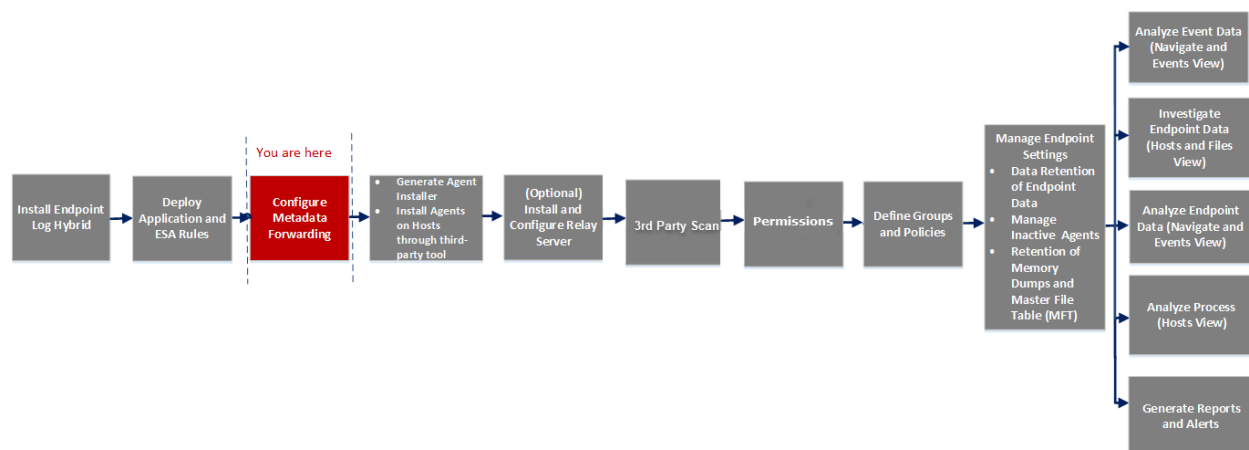 Install Endpoint
Log Hybrid
Deploy
Application and
ESA Rules
You are here
Configure
Metadata
Forwarding
• Generate Agent
Installer
• Install Agents
on Hosts
through third-
party tool
(Optional)
Install and
Configure Relay
Server
3rd Party Scan
Permissions
Define Groups
and Policies
Manage Endpoint
Settings
• Data Retention
of Endpoint
Data
• Manage
Inactive Agents
• Retention of
Memory
Dumps and
Master File
Table (MFT)
Analyze Event Data
(Navigate and
Events View)
Investigate
Endpoint Data
(Hosts and Files
View)
Analyze Endpoint
Data (Navigate and
Events View)
Analyze Process
(Hosts View)
Generate Reports
and Alerts